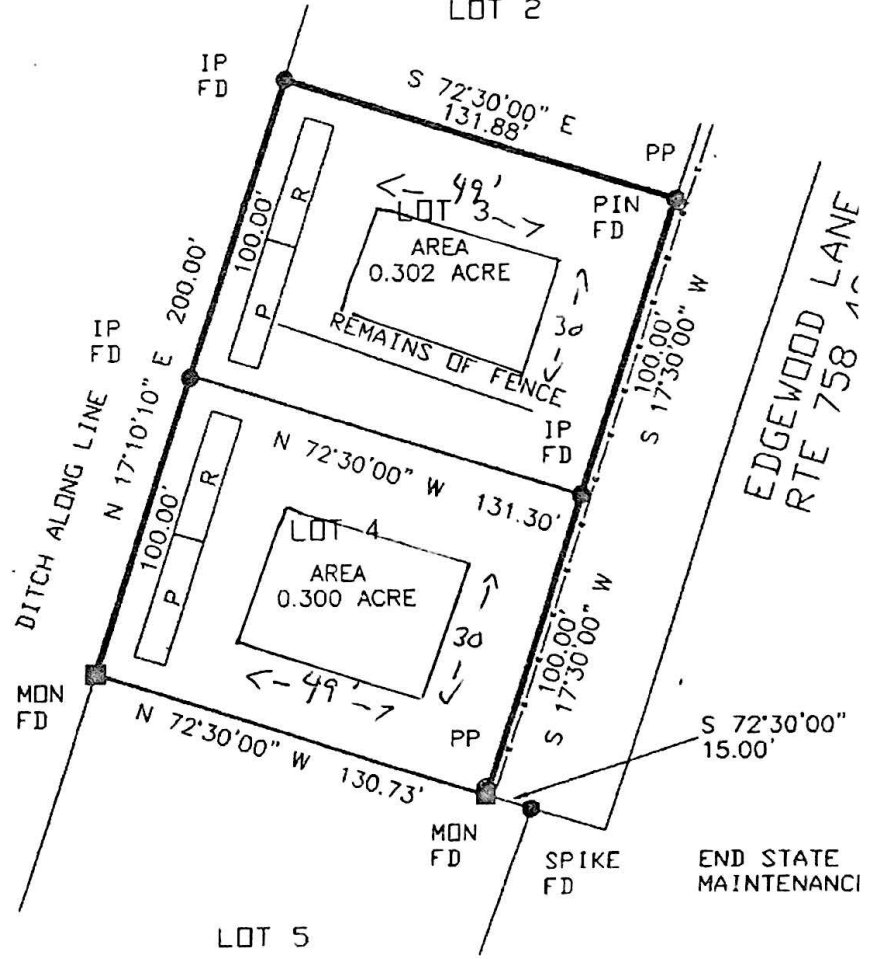 LOT 2
IP
FD
S 72°30'00" E
131.88'
PP
PIN
FD
<- 49' ->
LOT 3
AREA
0.302 ACRE
R
P
100.00'
30
REMAINS OF FENCE
100.00'
S 17°30'00" W
EDGEWOOD LANE
RTE 758
IP
FD
200.00'
N 17°10'10" E
DITCH ALONG LINE
IP
FD
N 72°30'00" W 131.30'
R
P
100.00'
LOT 4
AREA
0.300 ACRE
30
<- 49' ->
100.00'
S 17°30'00" W
MON
FD
N 72°30'00" W 130.73'
PP
S 72°30'00"
15.00'
MON
FD
SPIKE
FD
END STATE
MAINTENANC
LOT 5